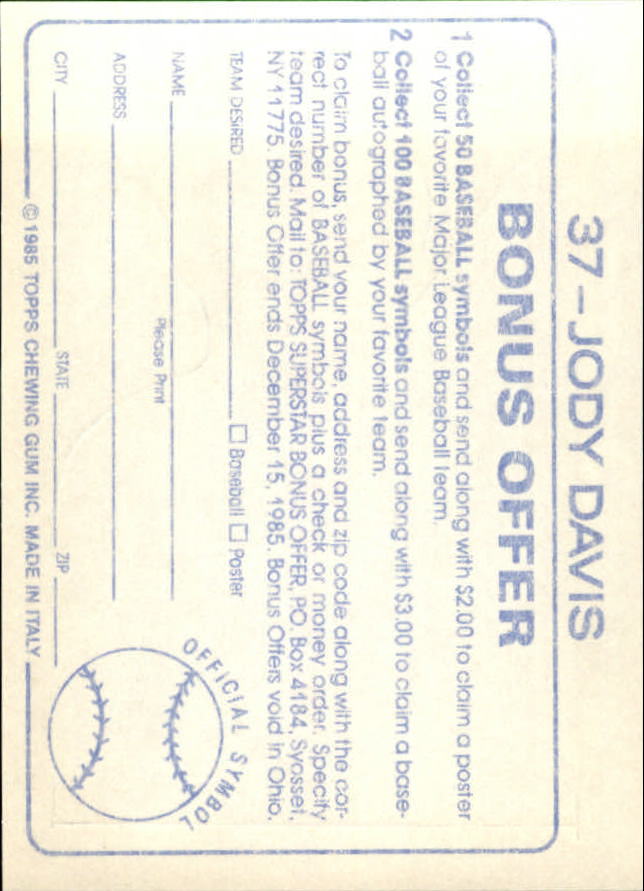 37 – JODY DAVIS
BONUS OFFER
1 Collect 50 BASEBALL symbols and send along with $2.00 to claim a poster
of your favorite Major League Baseball team.
2 Collect 100 BASEBALL symbols and send along with $3.00 to claim a base-
ball autographed by your favorite team.
To claim bonus, send your name, address and zip code along with the cor-
rect number of BASEBALL symbols plus a check or money order. Specify
team desired. Mail to: TOPPS SUPERSTAR BONUS OFFER, P.O. Box 4184, Syosset,
NY 11775. Bonus Offer ends December 15, 1985. Bonus Offers void in Ohio.
TEAM DESIRED Baseball Poster
NAME
Please Print
ADDRESS
CITY STATE ZIP
OFFICIAL SYMBOL
© 1985 TOPPS CHEWING GUM INC. MADE IN ITALY